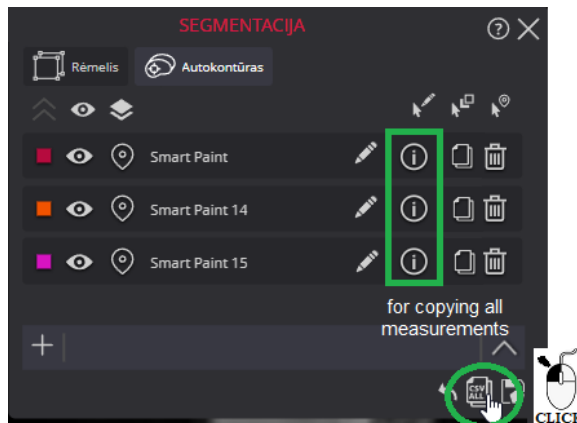 SEGMENTACIJA
Rėmelis
Autokontūras
Smart Paint
Smart Paint 14
Smart Paint 15
for copying all
measurements
CSV
ALL
CLICK